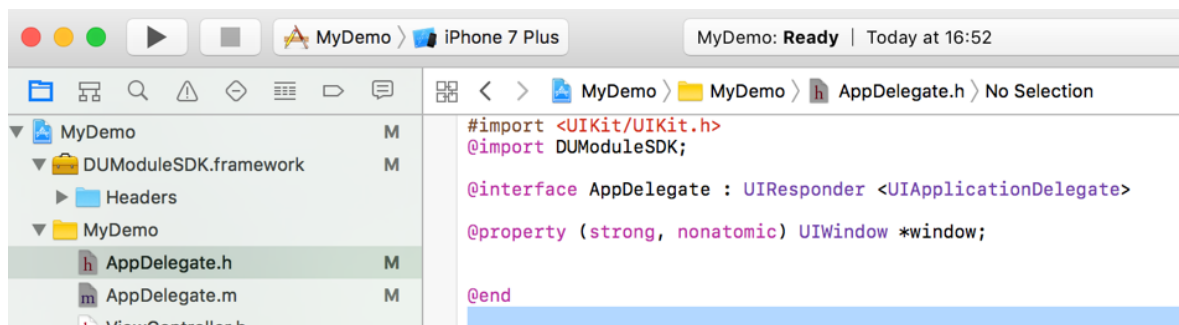 MyDemo 〉 iPhone 7 Plus
MyDemo: Ready | Today at 16:52
MyDemo 〉 MyDemo 〉 h AppDelegate.h 〉 No Selection
MyDemo M
DUModuleSDK.framework M
Headers
MyDemo
h AppDelegate.h M
m AppDelegate.m M
#import <UIKit/UIKit.h>
@import DUModuleSDK;
@interface AppDelegate : UIResponder <UIApplicationDelegate>
@property (strong, nonatomic) UIWindow *window;
@end